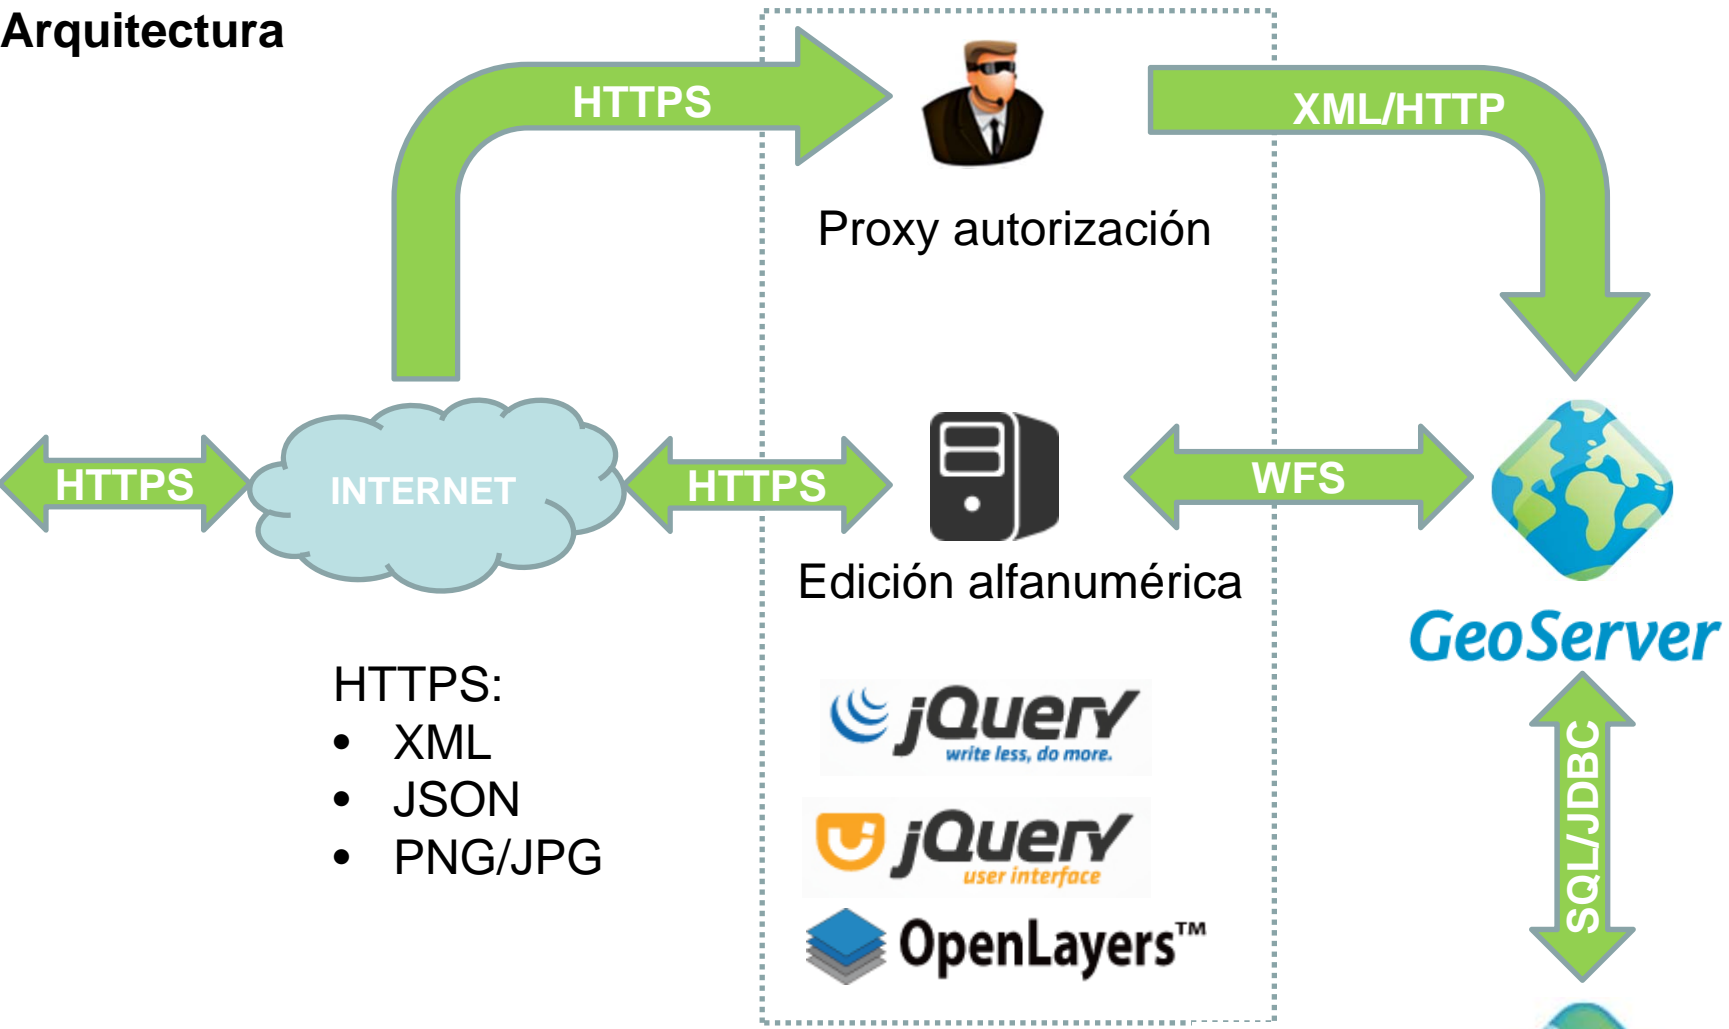 Arquitectura
HTTPS
XML/HTTP
Proxy autorización
HTTPS
INTERNET
HTTPS
WFS
Edición alfanumérica
GeoServer
HTTPS:
• XML
• JSON
• PNG/JPG
jQuery
write less, do more.
jQuery
user interface
OpenLayers™
SQL/JDBC